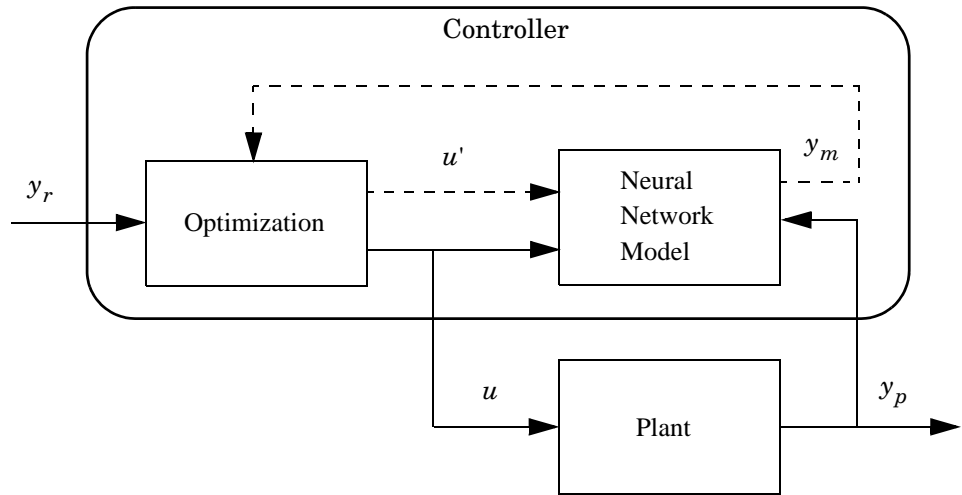 Controller
u'
y_m
y_r
Optimization
Neural
Network
Model
u
y_p
Plant